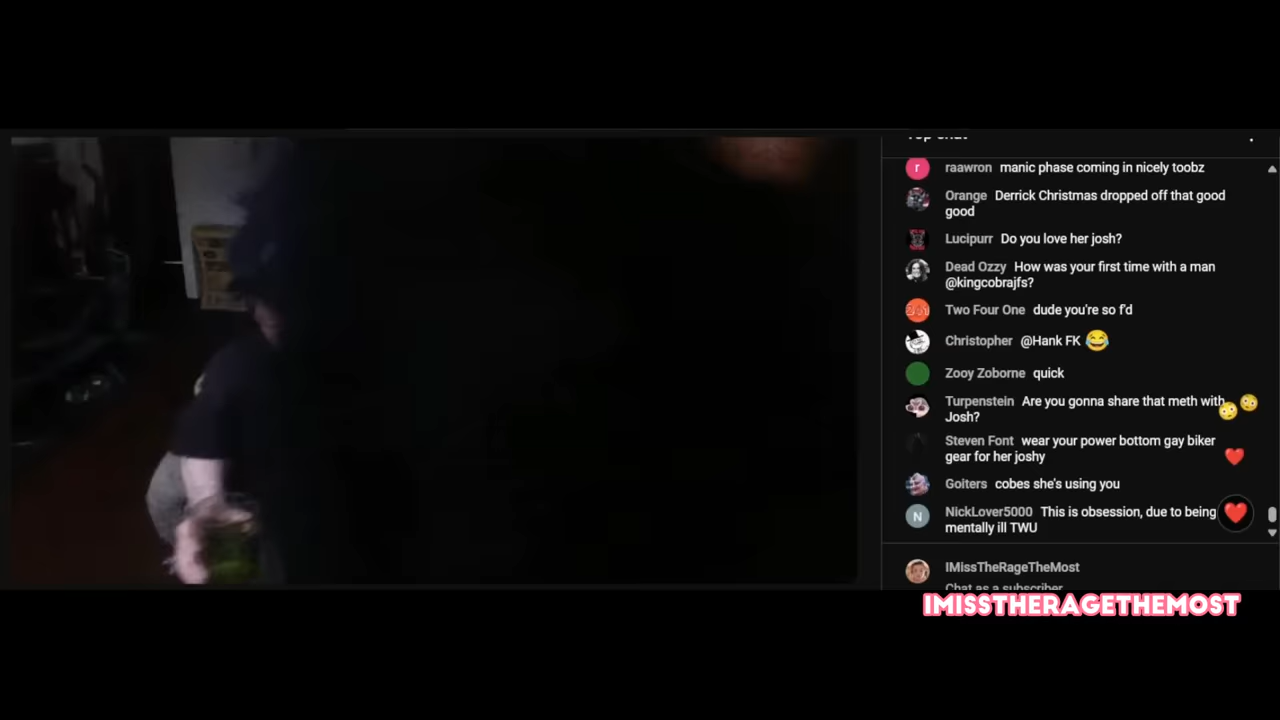 Top chat
raawron manic phase coming in nicely toobz
Orange Derrick Christmas dropped off that good
good
Lucipurr Do you love her josh?
Dead Ozzy How was your first time with a man
@kingcobrajfs?
Two Four One dude you're so f'd
Christopher @Hank FK 😂
Zooy Zoborne quick
Turpenstein Are you gonna share that meth with
Josh?
Steven Font wear your power bottom gay biker
gear for her joshy
Goiters cobes she's using you
NickLover5000 This is obsession, due to being
mentally ill TWU
IMissTheRageTheMost
Chat as a subscriber
IMISSTHERAGETHEMOST